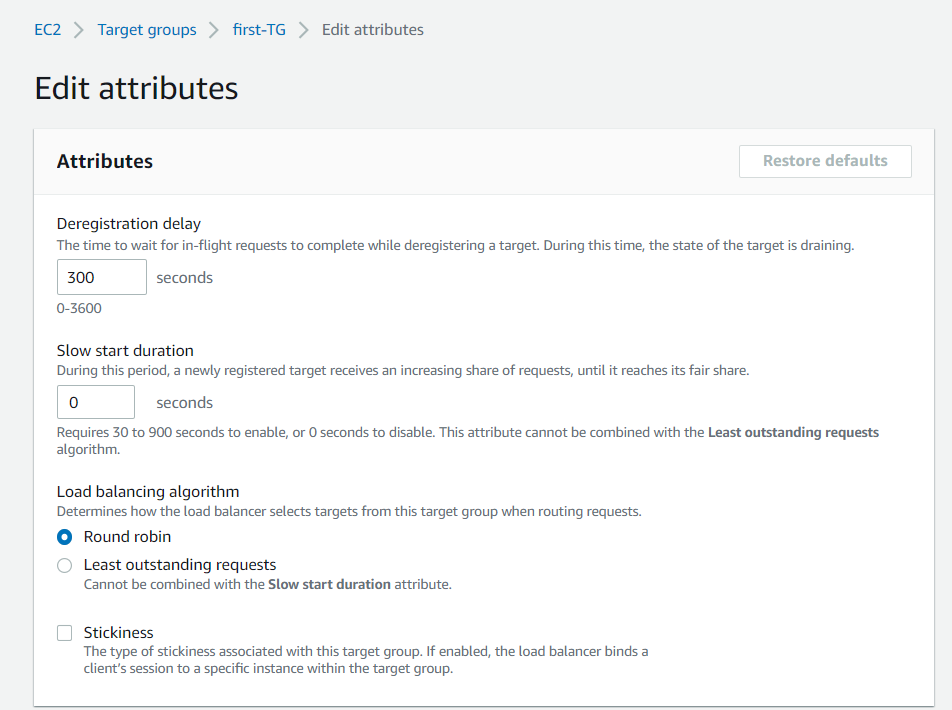 EC2 > Target groups > first-TG > Edit attributes
Edit attributes
Attributes
Restore defaults
Deregistration delay
The time to wait for in-flight requests to complete while deregistering a target. During this time, the state of the target is draining.
300 seconds
0-3600
Slow start duration
During this period, a newly registered target receives an increasing share of requests, until it reaches its fair share.
0 seconds
Requires 30 to 900 seconds to enable, or 0 seconds to disable. This attribute cannot be combined with the Least outstanding requests
algorithm.
Load balancing algorithm
Determines how the load balancer selects targets from this target group when routing requests.
Round robin
Least outstanding requests
Cannot be combined with the Slow start duration attribute.
Stickiness
The type of stickiness associated with this target group. If enabled, the load balancer binds a
client's session to a specific instance within the target group.